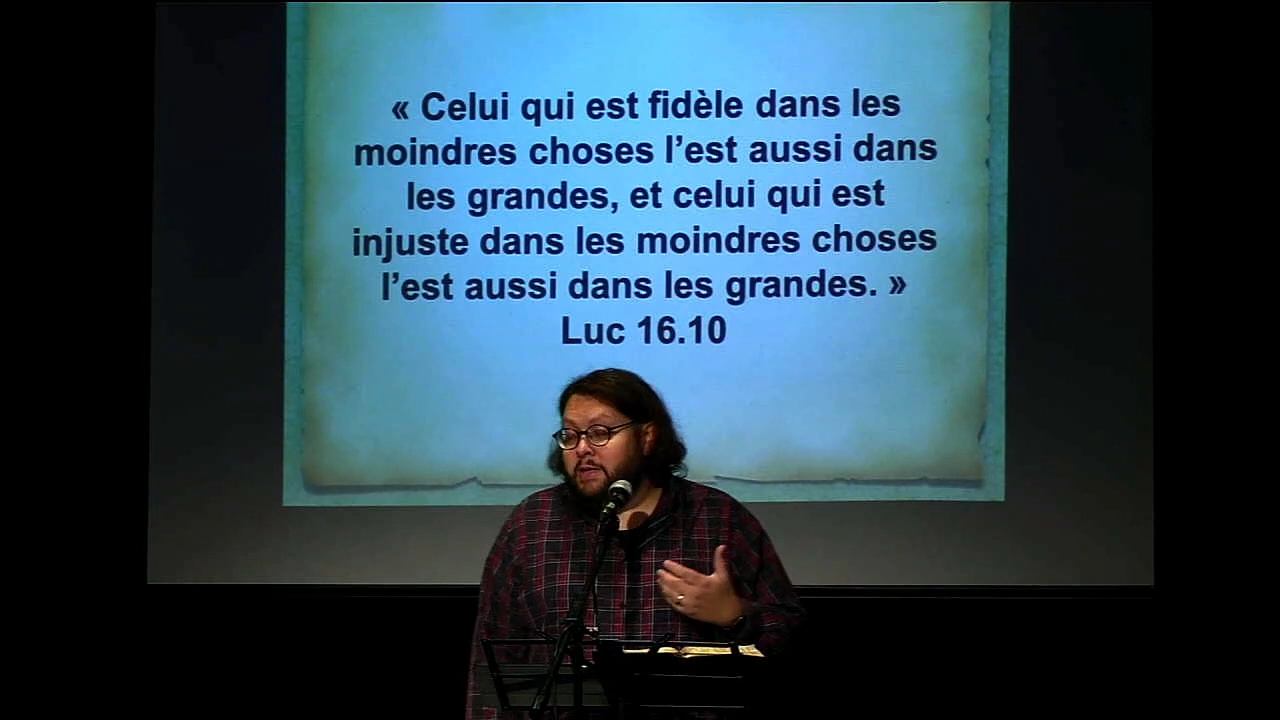 « Celui qui est fidèle dans les
moindres choses l’est aussi dans
les grandes, et celui qui est
injuste dans les moindres choses
l’est aussi dans les grandes. »
Luc 16.10